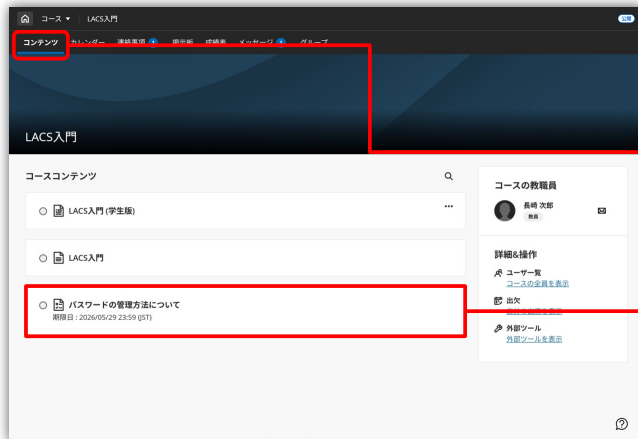 コース ▼ LACS入門
公開
コンテンツ カレンダー 連絡事項 1 掲示板 成績表 メッセージ 1 グループ
LACS入門
コースコンテンツ
LACS入門 (学生版)
LACS入門
パスワードの管理方法について
期限日 : 2026/05/29 23:59 (JST)
コースの教職員
長崎 次郎
教員
詳細&操作
ユーザ一覧
コースの全員を表示
出欠
外部ツール
外部ツールを表示